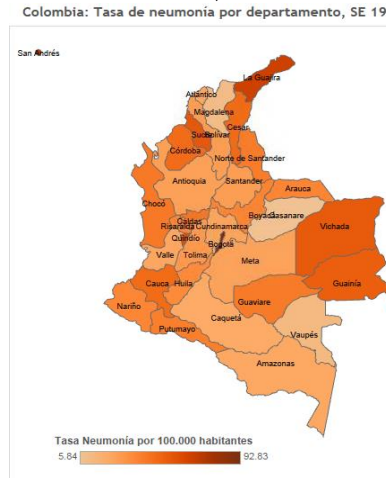 Colombia: Tasa de neumonía por departamento, SE 19
San Andrés
La Guajira
Atlántico
Magdalena
Cesar
Sucre
Bolívar
Córdoba
Norte de Santander
Antioquia
Santander
Arauca
Chocó
Boyacá
Casanare
Caldas
Risaralda
Cundinamarca
Vichada
Quindío
Bogotá
Valle
Tolima
Meta
Guainía
Cauca
Huila
Guaviare
Nariño
Caquetá
Vaupés
Putumayo
Amazonas
Tasa Neumonía por 100.000 habitantes
5.84
92.83